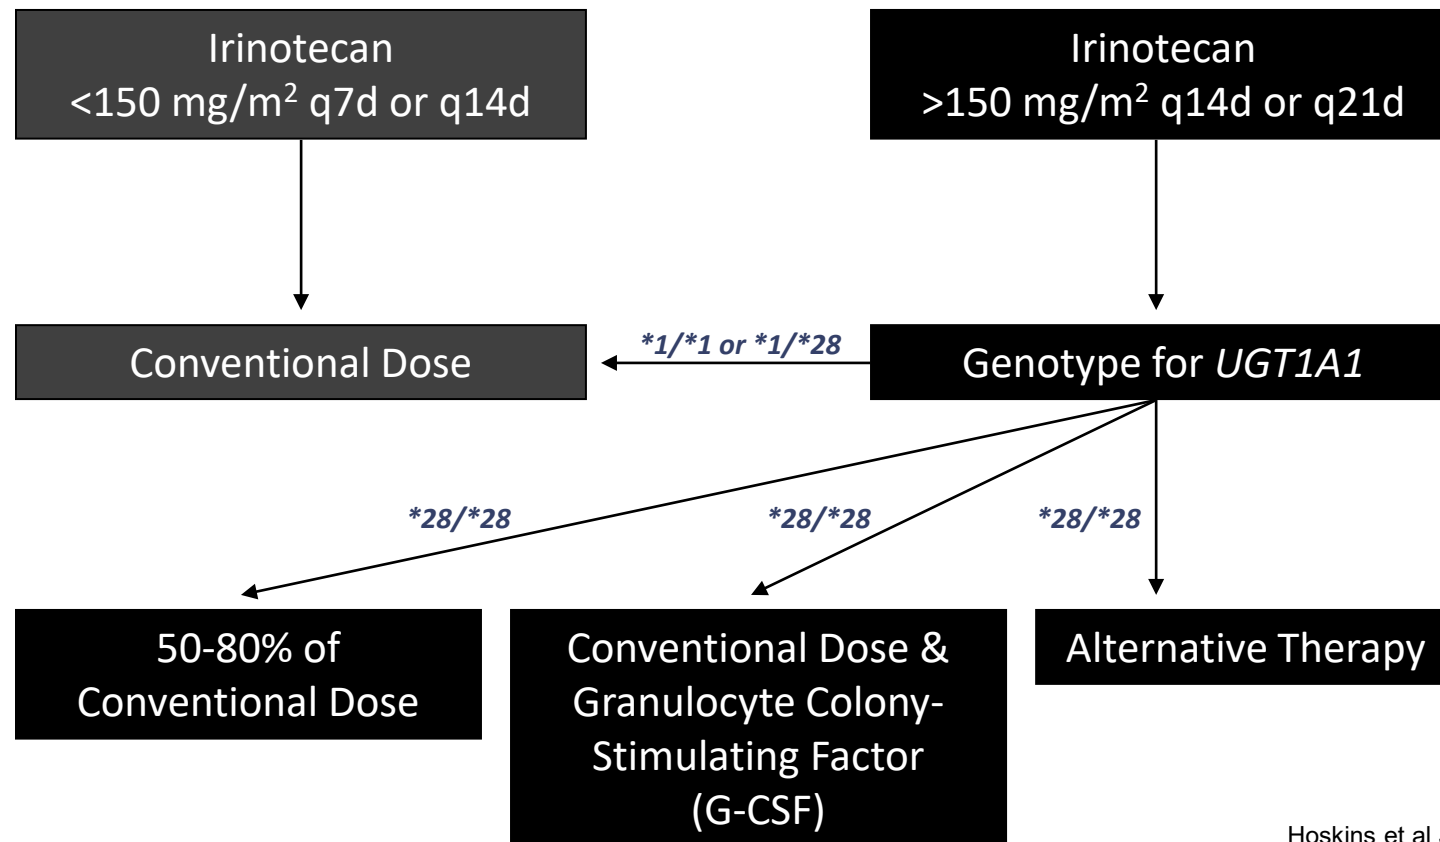 Irinotecan
<150 mg/m² q7d or q14d
Irinotecan
>150 mg/m² q14d or q21d
Conventional Dose
*1/*1 or *1/*28
Genotype for UGT1A1
*28/*28
*28/*28
*28/*28
50-80% of
Conventional Dose
Conventional Dose &
Granulocyte Colony-
Stimulating Factor
(G-CSF)
Alternative Therapy
Hoskins et al